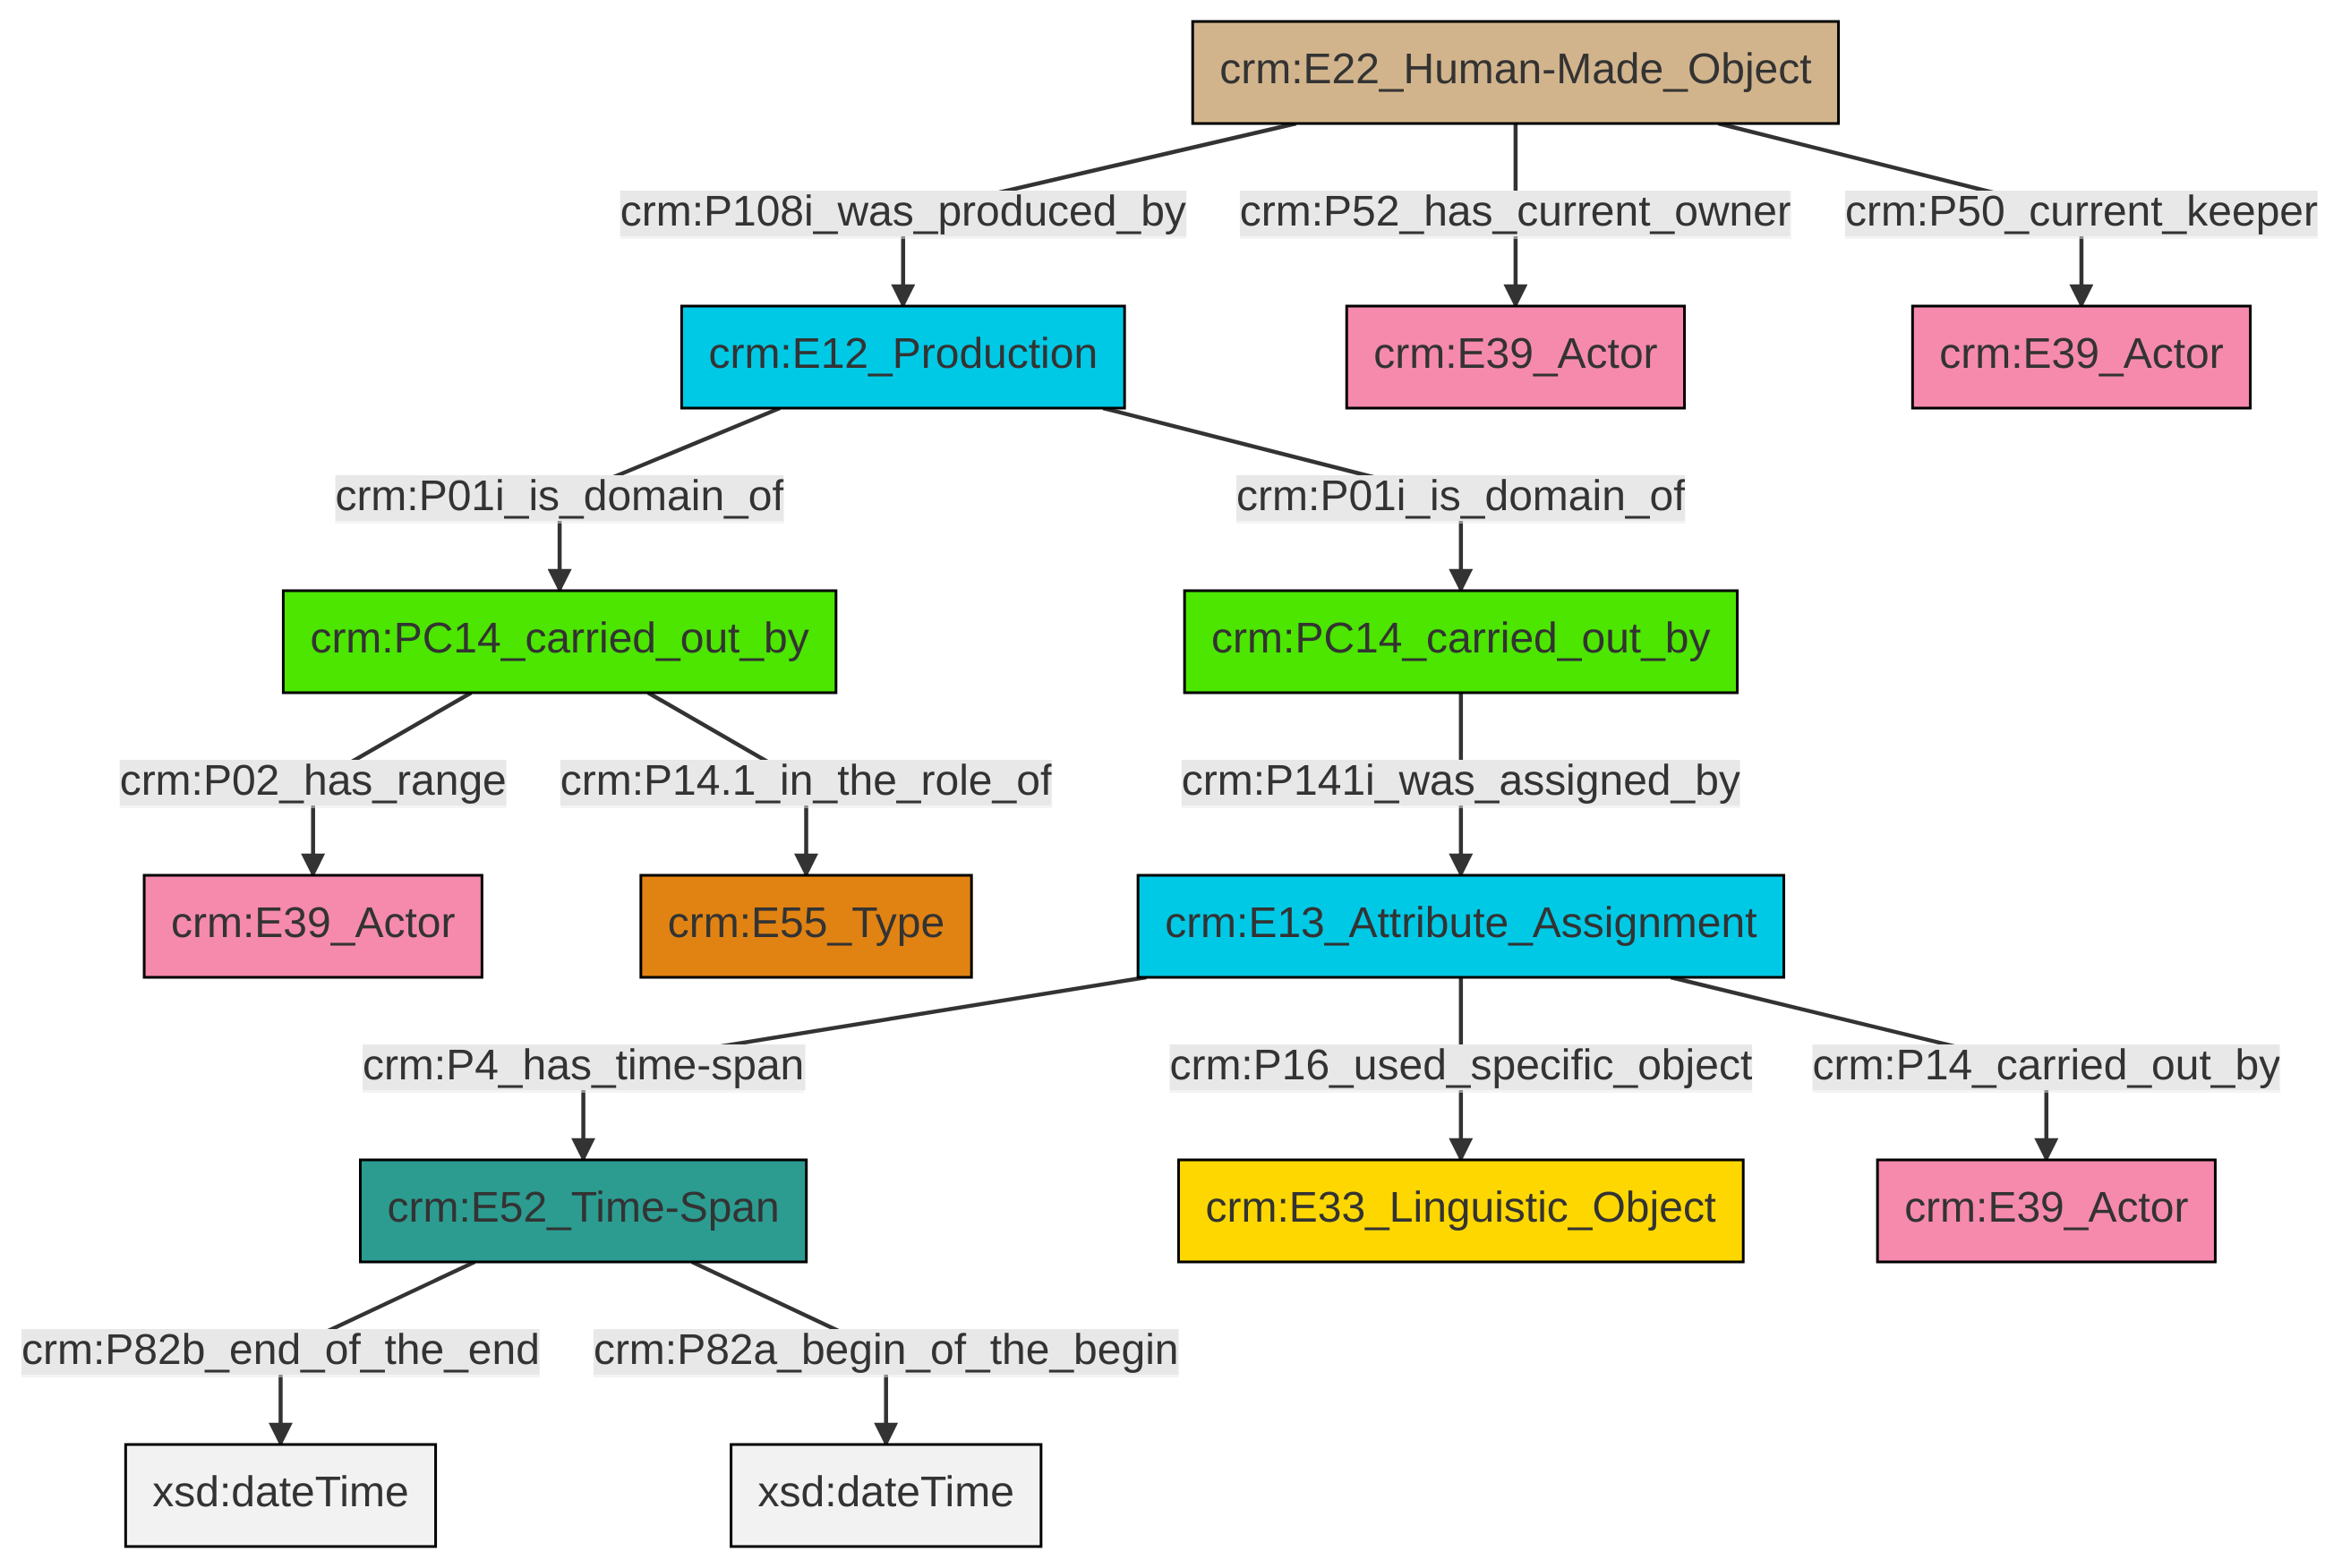 crm:E22_Human-Made_Object
crm:P108i_was_produced_by
crm:P52_has_current_owner
crm:P50_current_keeper
crm:E12_Production
crm:E39_Actor
crm:E39_Actor
crm:P01i_is_domain_of
crm:P01i_is_domain_of
crm:PC14_carried_out_by
crm:PC14_carried_out_by
crm:P02_has_range
crm:P14.1_in_the_role_of
crm:P141i_was_assigned_by
crm:E39_Actor
crm:E55_Type
crm:E13_Attribute_Assignment
crm:P4_has_time-span
crm:P16_used_specific_object
crm:P14_carried_out_by
crm:E52_Time-Span
crm:E33_Linguistic_Object
crm:E39_Actor
crm:P82b_end_of_the_end
crm:P82a_begin_of_the_begin
xsd:dateTime
xsd:dateTime